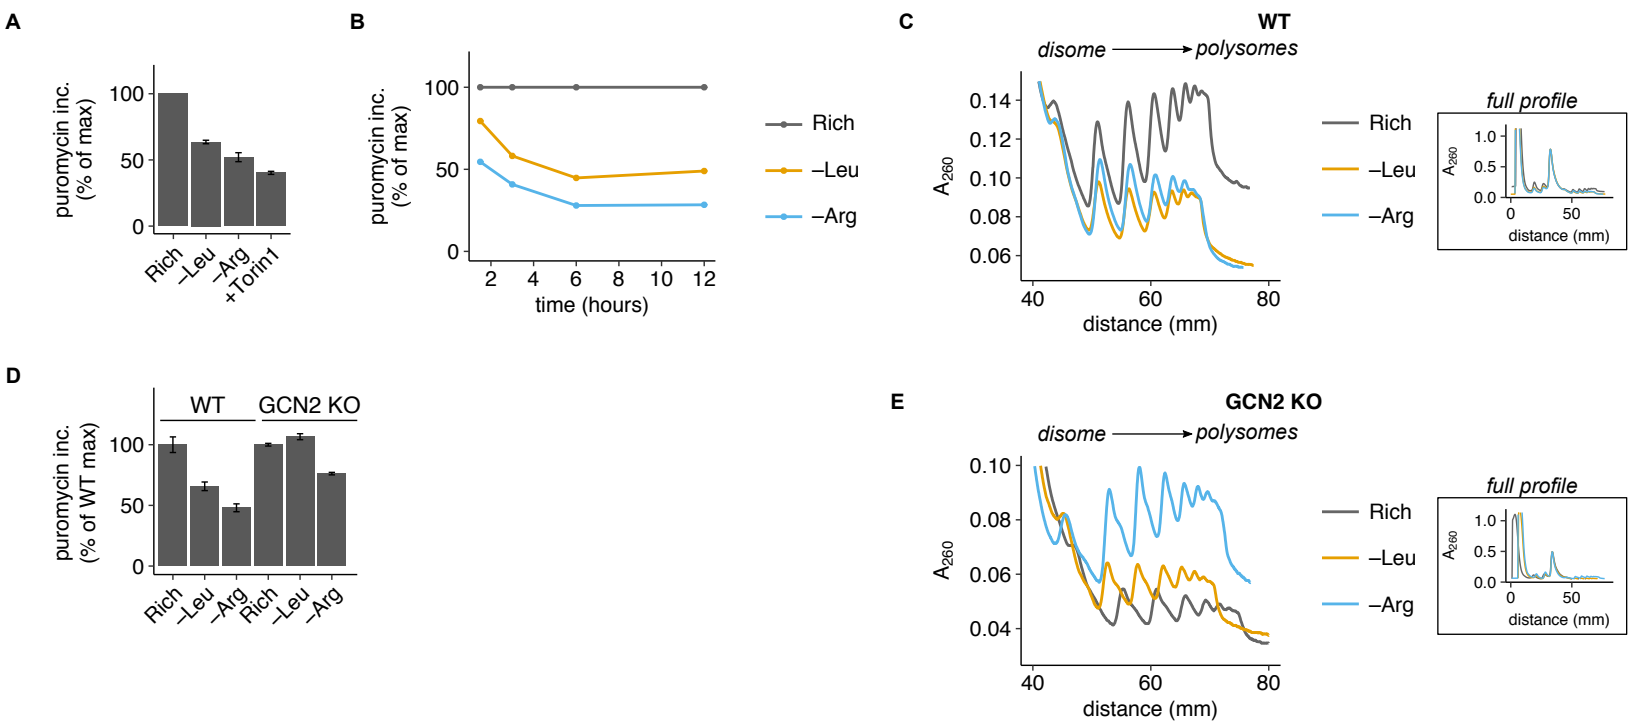 A
puromycin inc.
(% of max)
100
50
0
Rich
–Leu
–Arg
+Torin1
B
puromycin inc.
(% of max)
100
50
0
2
4
6
8
10
12
time (hours)
Rich
–Leu
–Arg
C
WT
disome
polysomes
A260
0.14
0.12
0.10
0.08
0.06
40
60
80
distance (mm)
Rich
–Leu
–Arg
full profile
A260
1.0
0.5
0.0
0
50
distance (mm)
D
puromycin inc.
(% of WT max)
WT
GCN2 KO
100
50
0
Rich
–Leu
–Arg
Rich
–Leu
–Arg
E
GCN2 KO
disome
polysomes
A260
0.10
0.08
0.06
0.04
40
60
80
distance (mm)
Rich
–Leu
–Arg
full profile
A260
1.0
0.5
0.0
0
50
distance (mm)